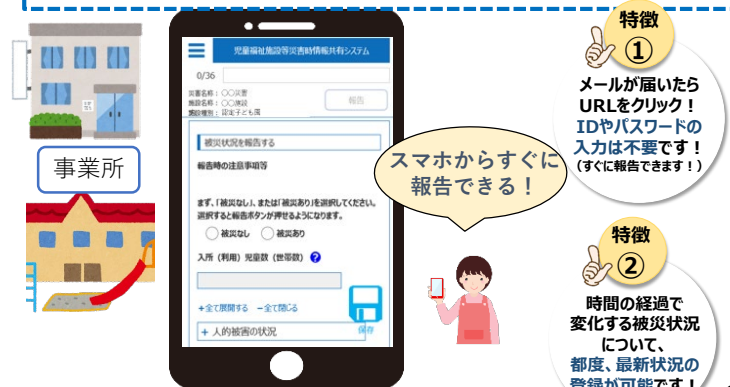 事業所
児童福祉施設等災害時情報共有システム
0/36
災害名称： 〇〇災害
施設名称： 〇〇施設
施設種別： 認定子ども園
報告
被災状況を報告する
報告時の注意事項等
まず、「被災なし」、または「被災あり」を選択してください。
選択すると報告ボタンが押せるようになります。
被災なし 被災あり
入所（利用）児童数（世帯数） ?
+全て展開する －全て閉じる
保存
+ 人的被害の状況
スマホからすぐに
報告できる！
特徴
①
メールが届いたら
URLをクリック！
IDやパスワードの
入力は不要です！
（すぐに報告できます！）
特徴
②
時間の経過で
変化する被災状況
について、
都度、最新状況の
登録が可能です！